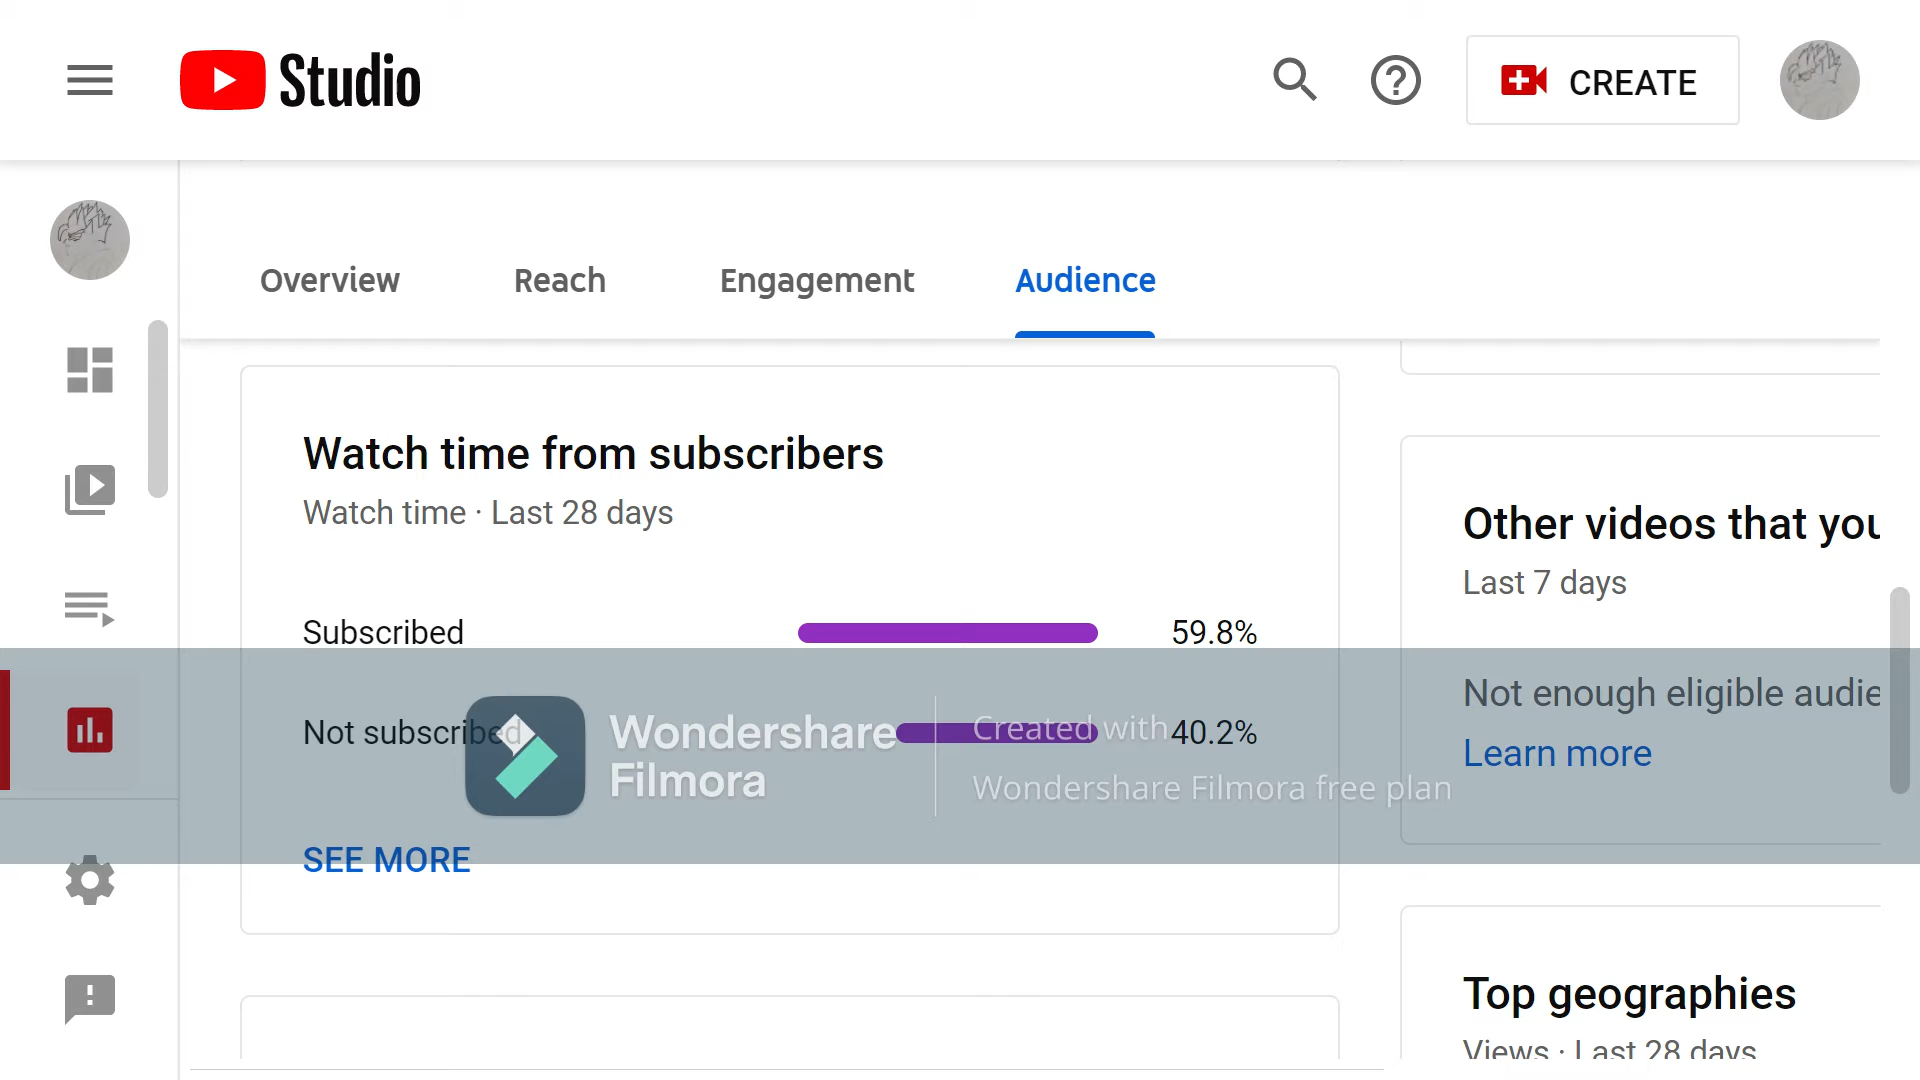 Studio
CREATE
Overview Reach Engagement Audience
Watch time from subscribers
Watch time · Last 28 days
Subscribed 59.8%
Not subscribed 40.2%
SEE MORE
Other videos that you
Last 7 days
Not enough eligible audie
Learn more
Top geographies
Views · Last 28 days
Wondershare
Filmora
Created with
Wondershare Filmora free plan